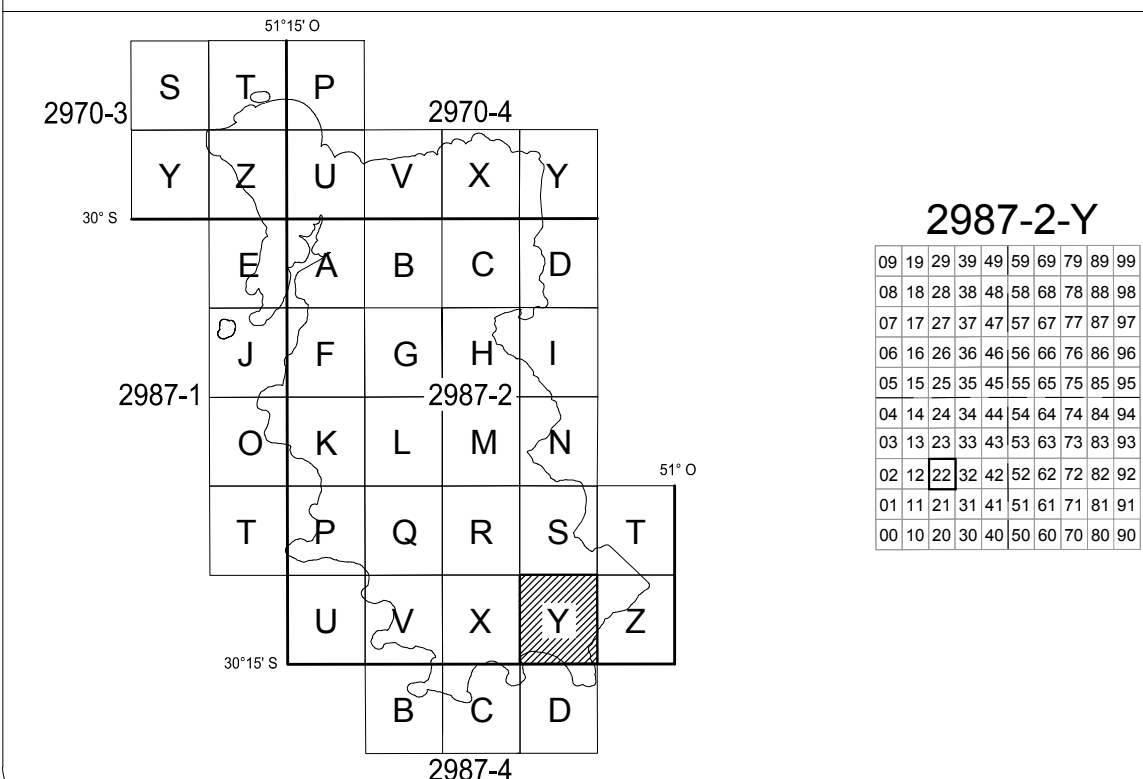 51°15' O
S T P
2970-3
2970-4
Y Z U V X Y
30° S
E A B C D
J F G H I
2987-1
2987-2
O K L M N
51° O
T P Q R S T
U V X Y Z
30°15' S
B C D
2987-4
2987-2-Y
09 19 29 39 49 59 69 79 89 99
08 18 28 38 48 58 68 78 88 98
07 17 27 37 47 57 67 77 87 97
06 16 26 36 46 56 66 76 86 96
05 15 25 35 45 55 65 75 85 95
04 14 24 34 44 54 64 74 84 94
03 13 23 33 43 53 63 73 83 93
02 12 22 32 42 52 62 72 82 92
01 11 21 31 41 51 61 71 81 91
00 10 20 30 40 50 60 70 80 90